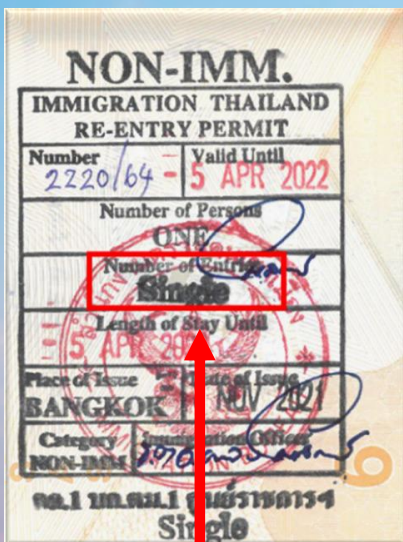 NON-IMM.
IMMIGRATION THAILAND
RE-ENTRY PERMIT
Number Valid Until
2220/64 - 5 APR 2022
Number of Persons
ONE
Number of Entries
Single
Length of Stay Until
5 APR
Place of Issue Date of Issue
BANGKOK NOV 2021
Category Immigration Officer
NON-IMM
Single